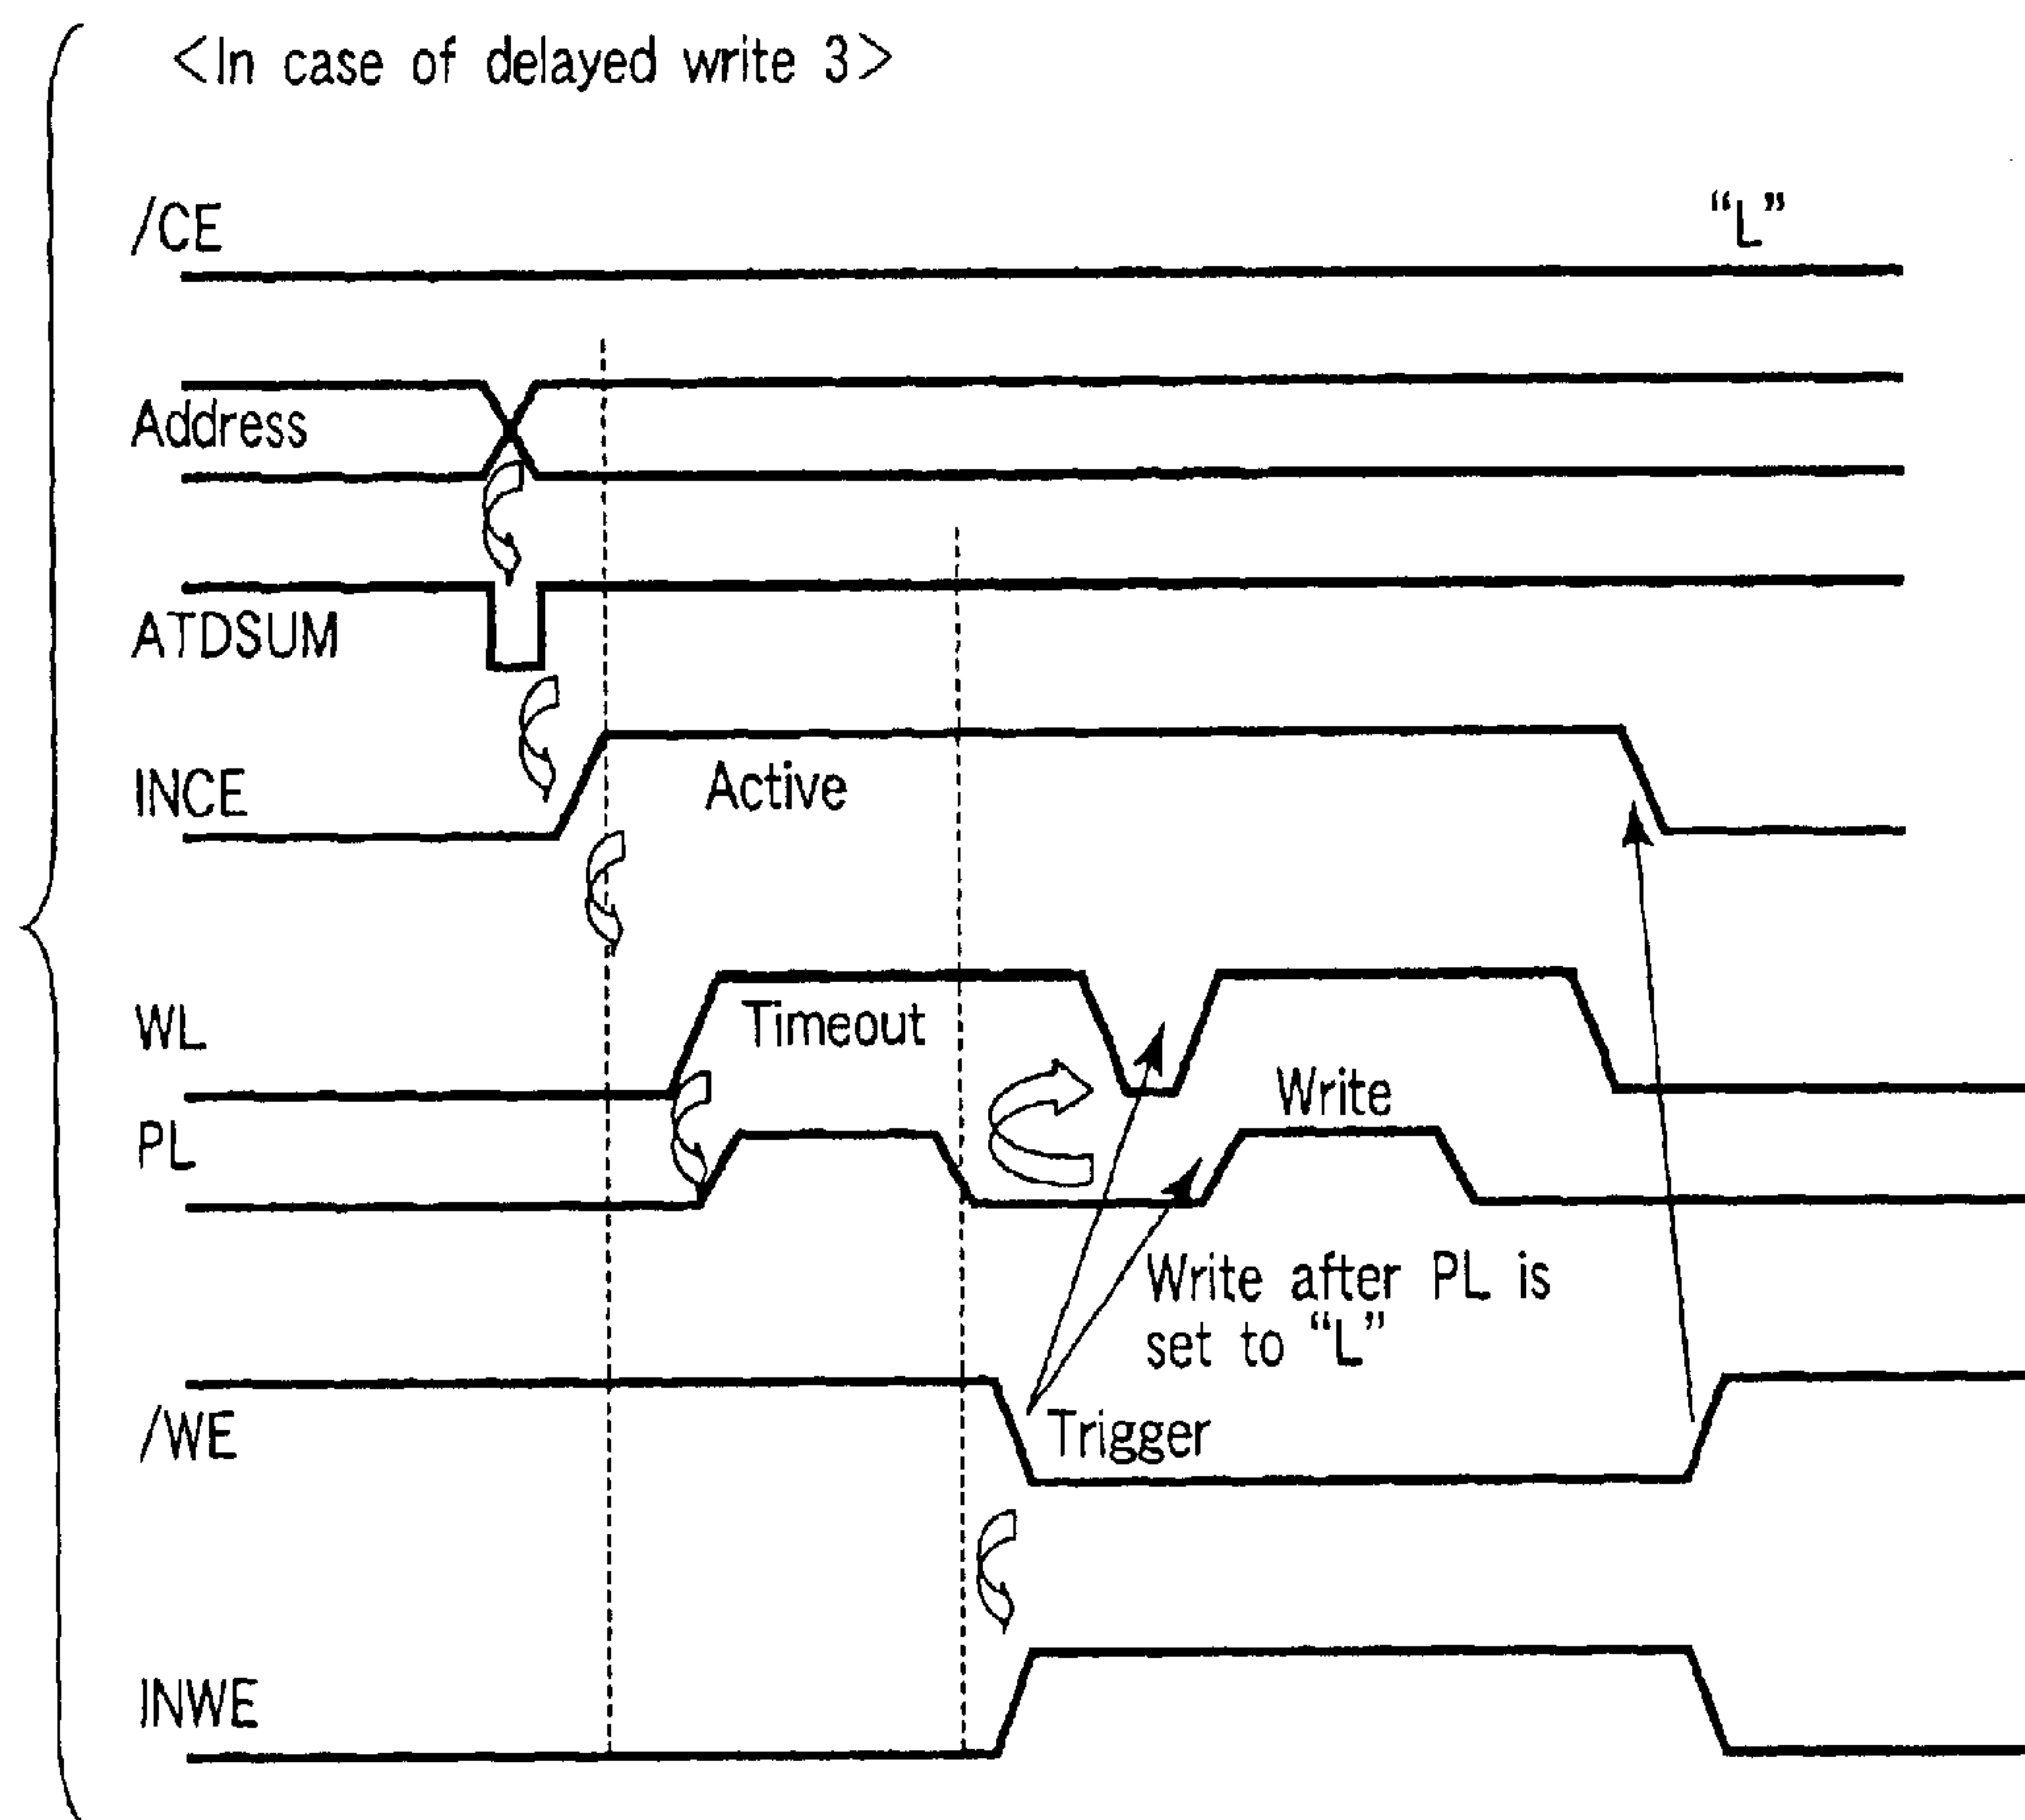 <In case of delayed write 3>
/CE
“L”
Address
ATDSUM
INCE
Active
WL
Timeout
PL
Write
Write after PL is
set to “L”
/WE
Trigger
INWE